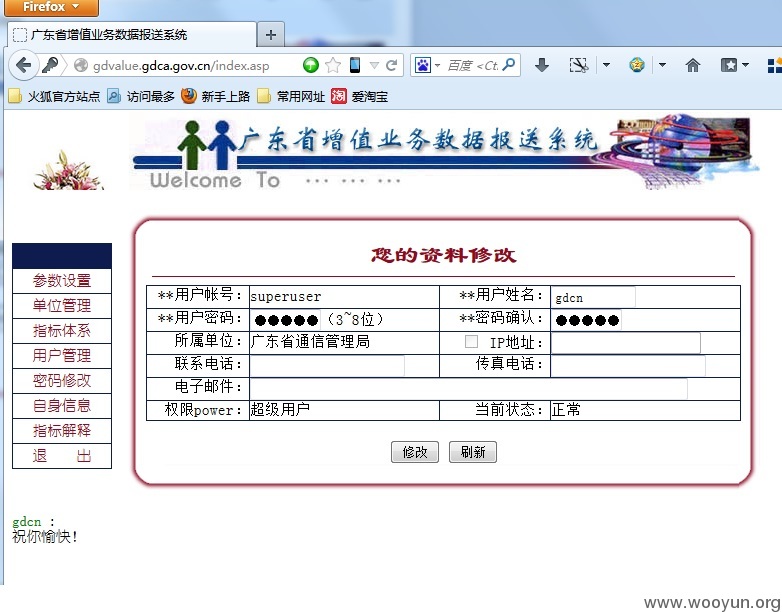 Firefox
广东省增值业务数据报送系统
gdvalue.gdca.gov.cn/index.asp
百度 <Ct.
火狐官方站点 访问最多 新手上路 常用网址 淘 爱淘宝
广东省增值业务数据报送系统
Welcome To ... ... ...
您的资料修改
**用户帐号: superuser **用户姓名: gdcn
**用户密码: ●●●●● (3~8位) **密码确认: ●●●●●
所属单位: 广东省通信管理局 IP地址:
联系电话: 传真电话:
电子邮件:
权限power: 超级用户 当前状态: 正常
修改 刷新
参数设置
单位管理
指标体系
用户管理
密码修改
自身信息
指标解释
退 出
gdcn :
祝你愉快!
www.wooyun.org